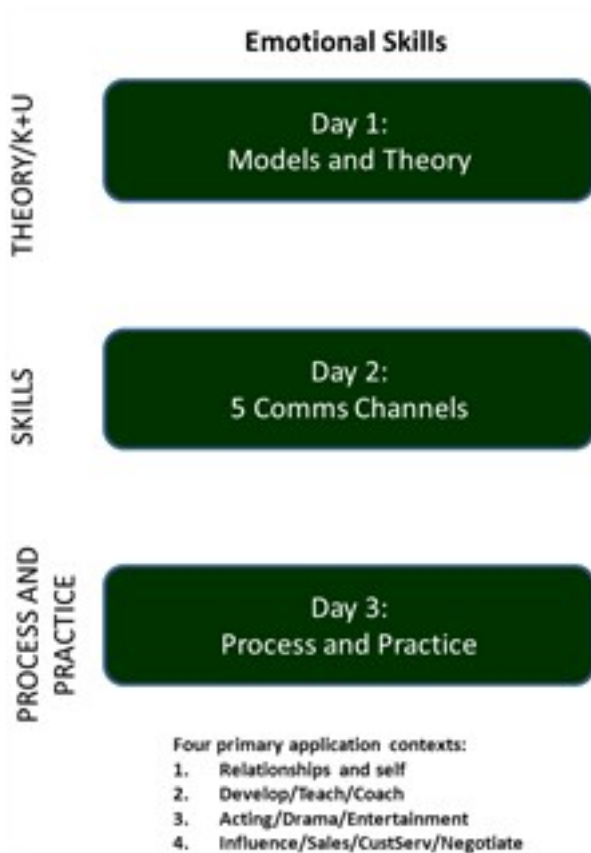 Emotional Skills
THEORY/K+U
Day 1:
Models and Theory
SKILLS
Day 2:
5 Comms Channels
PROCESS AND
PRACTICE
Day 3:
Process and Practice
Four primary application contexts:
1. Relationships and self
2. Develop/Teach/Coach
3. Acting/Drama/Entertainment
4. Influence/Sales/CustServ/Negotiate